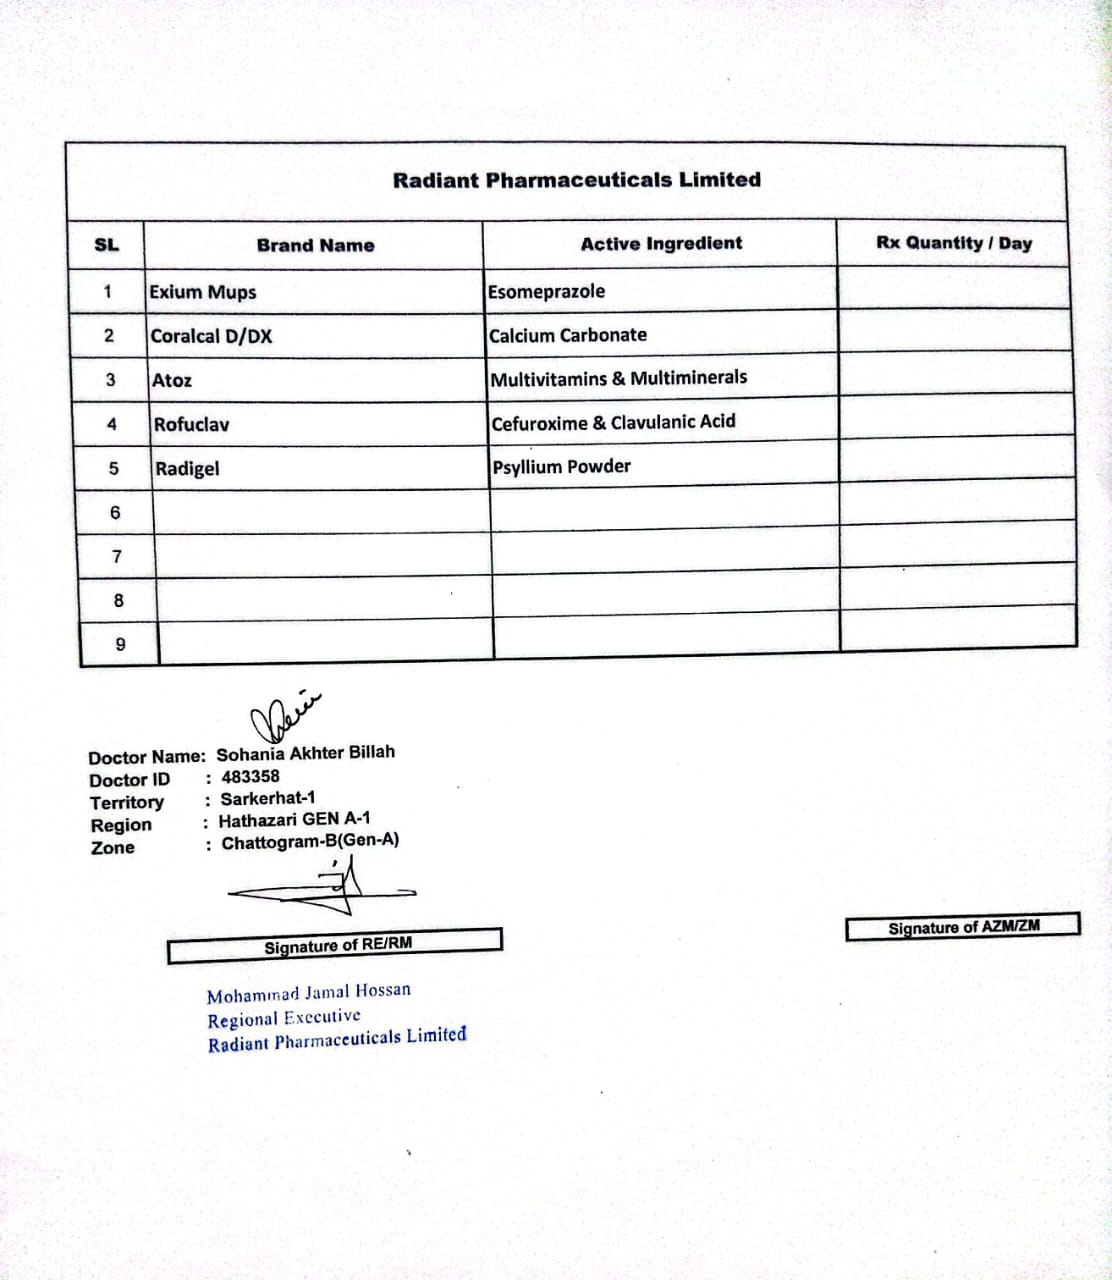 Radiant Pharmaceuticals Limited
SL Brand Name Active Ingredient Rx Quantity / Day
1 Exium Mups Esomeprazole
2 Coralcal D/DX Calcium Carbonate
3 Atoz Multivitamins & Multiminerals
4 Rofuclav Cefuroxime & Clavulanic Acid
5 Radigel Psyllium Powder
6
7
8
9
Doctor Name: Sohania Akhter Billah
Doctor ID : 483358
Territory : Sarkerhat-1
Region : Hathazari GEN A-1
Zone : Chattogram-B(Gen-A)
Signature of RE/RM Signature of AZM/ZM
Mohammad Jamal Hossan
Regional Executive
Radiant Pharmaceuticals Limited